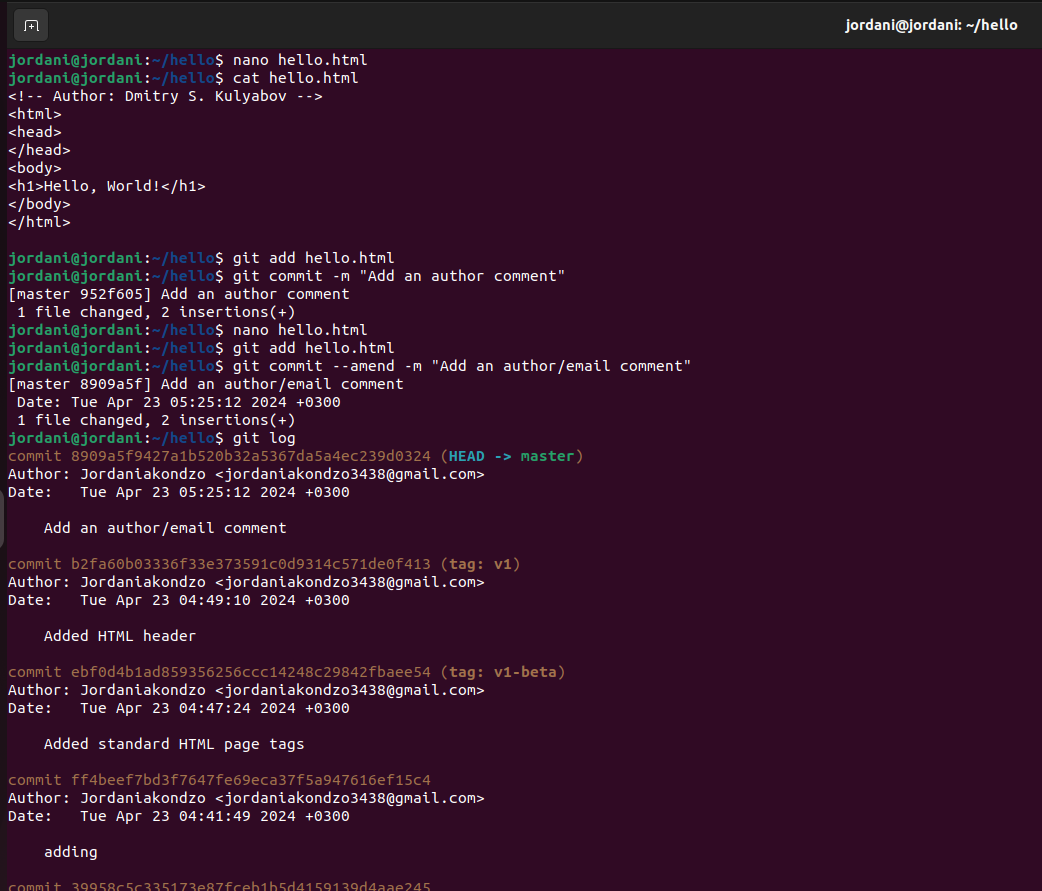 jordani@jordani: ~/hello
jordani@jordani:~/hello$ nano hello.html
jordani@jordani:~/hello$ cat hello.html
<!-- Author: Dmitry S. Kulyabov -->
<html>
<head>
</head>
<body>
<h1>Hello, World!</h1>
</body>
</html>

jordani@jordani:~/hello$ git add hello.html
jordani@jordani:~/hello$ git commit -m "Add an author comment"
[master 952f605] Add an author comment
 1 file changed, 2 insertions(+)
jordani@jordani:~/hello$ nano hello.html
jordani@jordani:~/hello$ git add hello.html
jordani@jordani:~/hello$ git commit --amend -m "Add an author/email comment"
[master 8909a5f] Add an author/email comment
 Date: Tue Apr 23 05:25:12 2024 +0300
 1 file changed, 2 insertions(+)
jordani@jordani:~/hello$ git log
commit 8909a5f9427a1b520b32a5367da5a4ec239d0324 (HEAD -> master)
Author: Jordaniakondzo <jordaniakondzo3438@gmail.com>
Date:   Tue Apr 23 05:25:12 2024 +0300

    Add an author/email comment

commit b2fa60b03336f33e373591c0d9314c571de0f413 (tag: v1)
Author: Jordaniakondzo <jordaniakondzo3438@gmail.com>
Date:   Tue Apr 23 04:49:10 2024 +0300

    Added HTML header

commit ebf0d4b1ad859356256ccc14248c29842fbaee54 (tag: v1-beta)
Author: Jordaniakondzo <jordaniakondzo3438@gmail.com>
Date:   Tue Apr 23 04:47:24 2024 +0300

    Added standard HTML page tags

commit ff4beef7bd3f7647fe69eca37f5a947616ef15c4
Author: Jordaniakondzo <jordaniakondzo3438@gmail.com>
Date:   Tue Apr 23 04:41:49 2024 +0300

    adding

commit 39958c5c335173e87fceb1b5d4159139d4aae245